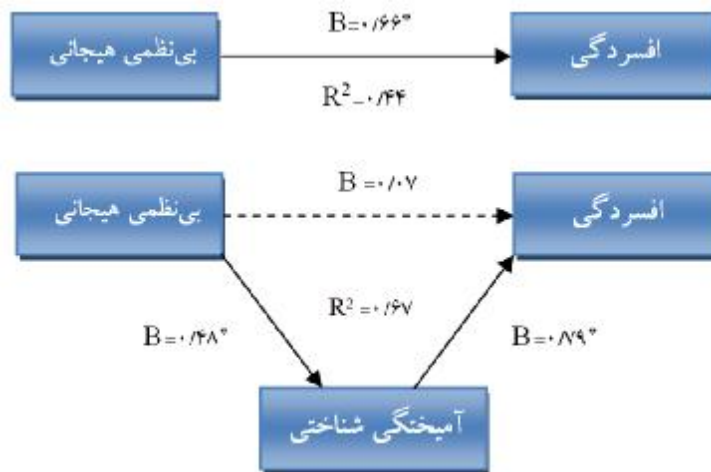 B=۰/۶۶*
بی‌نظمی هیجانی
افسردگی
R²=۰/۴۴
B=۰/۰۷
بی‌نظمی هیجانی
افسردگی
R²=۰/۶۷
B=۰/۴۸*
B=۰/۷۹*
آمیختگی شناختی